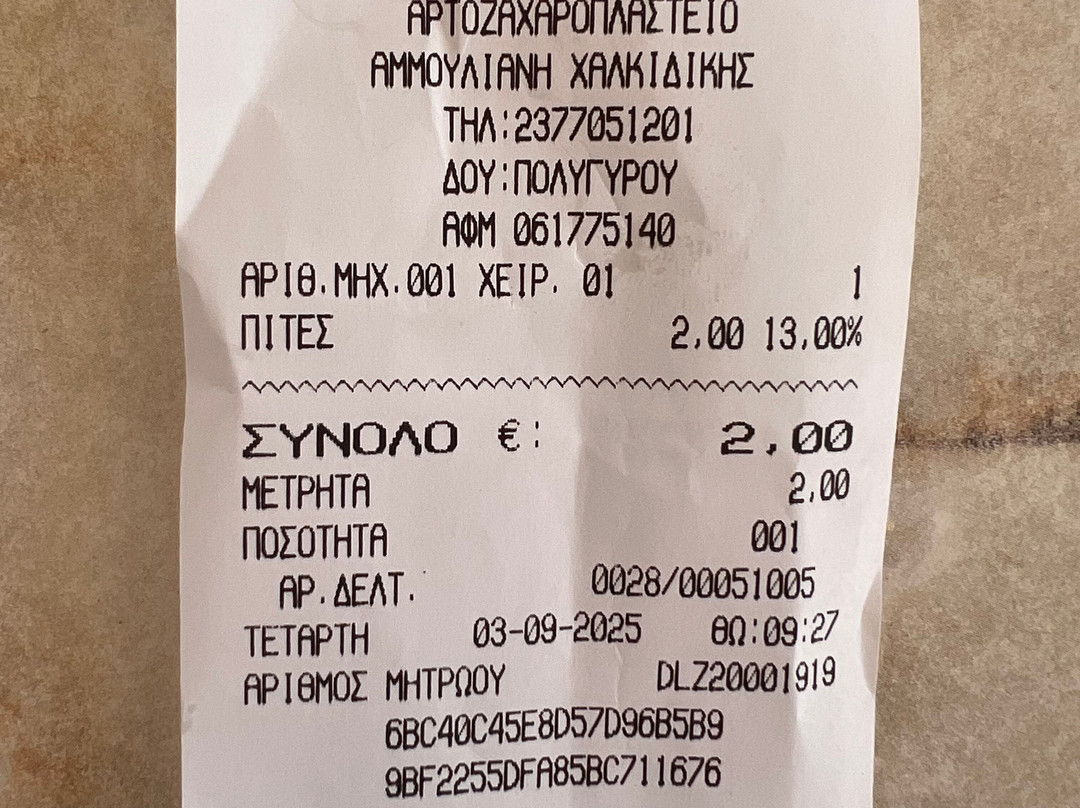 ΑΡΤΟΖΑΧΑΡΟΠΛΑΣΤΕΙΟ
ΑΜΜΟΥΛΙΑΝΗ ΧΑΛΚΙΔΙΚΗΣ
ΤΗΛ:2377051201
ΔΟΥ:ΠΟΛΥΓΥΡΟΥ
ΑΦΜ 061775140
ΑΡΙΘ.ΜΗΧ.001 ΧΕΙΡ. 01 1
ΠΙΤΕΣ 2,00 13,00%
ΣΥΝΟΛΟ €: 2,00
ΜΕΤΡΗΤΑ 2,00
ΠΟΣΟΤΗΤΑ 001
ΑΡ.ΔΕΛΤ. 0028/00051005
ΤΕΤΑΡΤΗ 03-09-2025 ΘΩ:09:27
ΑΡΙΘΜΟΣ ΜΗΤΡΩΟΥ DLZ20001919
6BC40C45E8D57D96B5B9
9BF2255DFA85BC711676